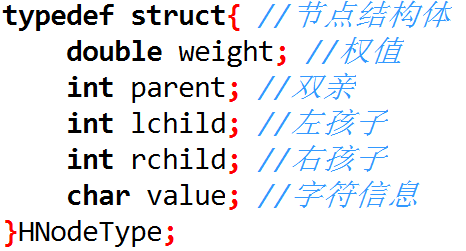 typedef struct{ //节点结构体
    double weight; //权值
    int parent; //双亲
    int lchild; //左孩子
    int rchild; //右孩子
    char value; //字符信息
}HNodeType;